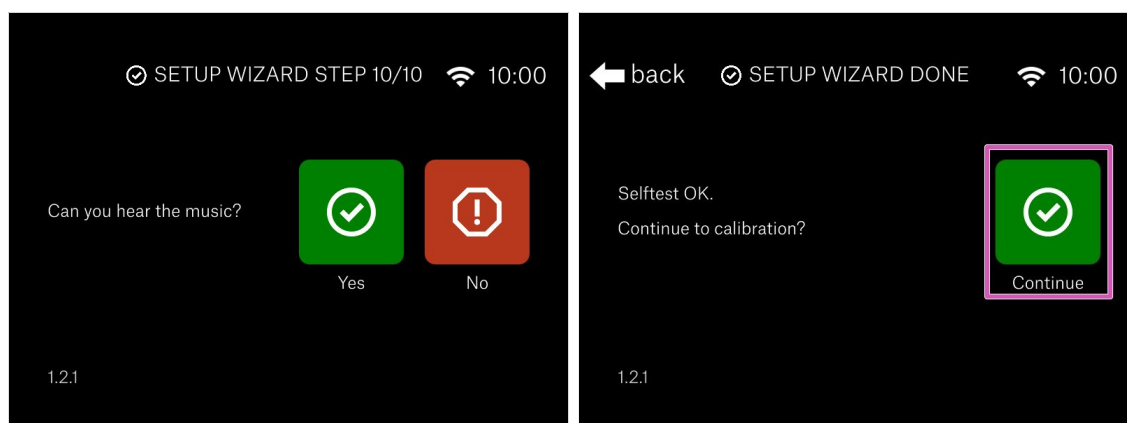 SETUP WIZARD STEP 10/10 10:00
Can you hear the music?
Yes
No
1.2.1
back SETUP WIZARD DONE 10:00
Selftest OK.
Continue to calibration?
Continue
1.2.1